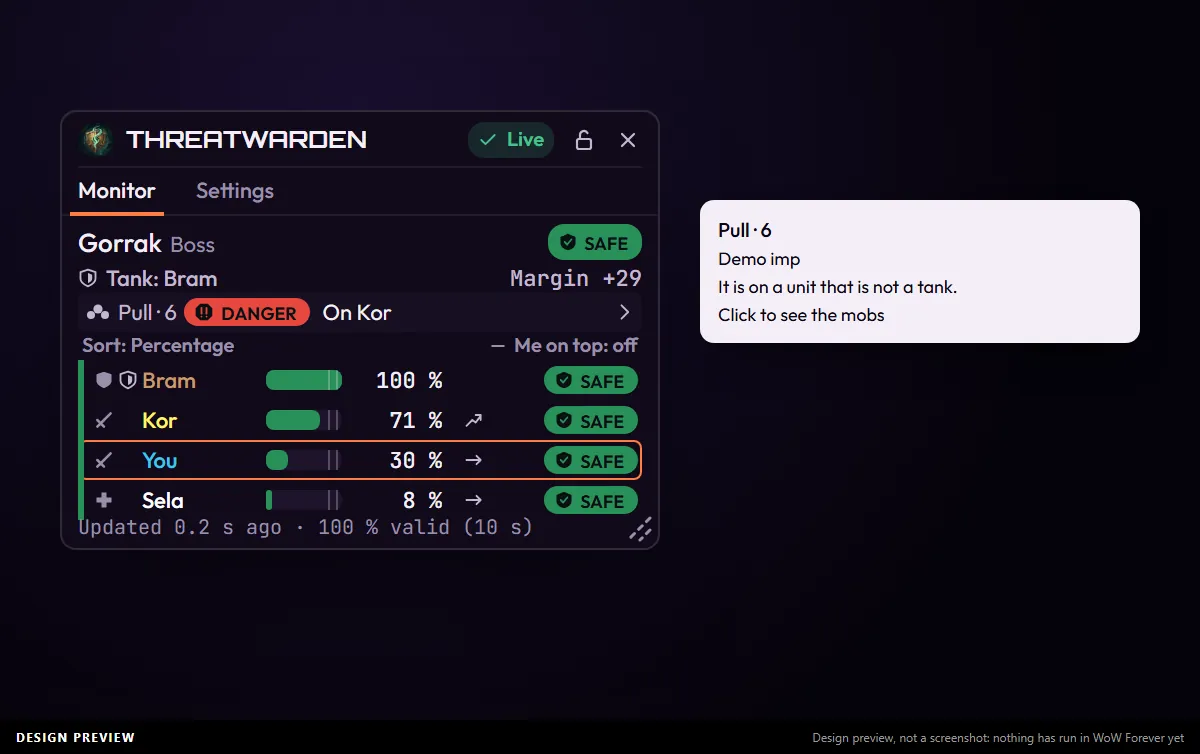 THREATWARDEN
Live
Monitor Settings
Gorrak Boss SAFE
Tank: Bram Margin +29
Pull · 6 DANGER On Kor
Sort: Percentage — Me on top: off
Bram 100 % SAFE
Kor 71 % SAFE
You 30 % SAFE
Sela 8 % SAFE
Updated 0.2 s ago · 100 % valid (10 s)
Pull · 6
Demo imp
It is on a unit that is not a tank.
Click to see the mobs
DESIGN PREVIEW
Design preview, not a screenshot: nothing has run in WoW Forever yet